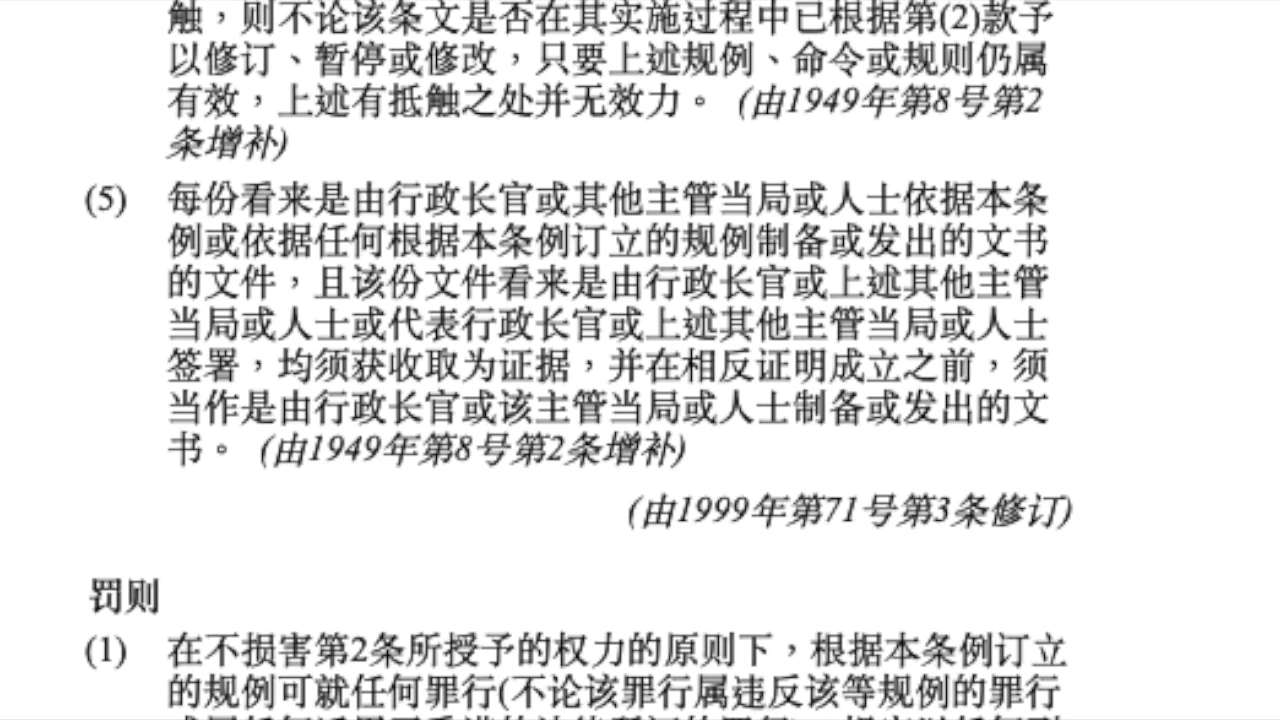 触，则不论该条文是否在其实施过程中已根据第(2)款予
以修订、暂停或修改，只要上述规例、命令或规则仍属
有效，上述有抵触之处并无效力。 (由1949年第8号第2
条增补)
(5) 每份看来是由行政长官或其他主管当局或人士依据本条
例或依据任何根据本条例订立的规例制备或发出的文书
的文件，且该份文件看来是由行政长官或上述其他主管
当局或人士或代表行政长官或上述其他主管当局或人士
签署，均须获收取为证据，并在相反证明成立之前，须
当作是由行政长官或该主管当局或人士制备或发出的文
书。 (由1949年第8号第2条增补)
(由1999年第71号第3条修订)
罚则
(1) 在不损害第2条所授予的权力的原则下，根据本条例订立
的规例可就任何罪行(不论该罪行属违反该等规例的罪行